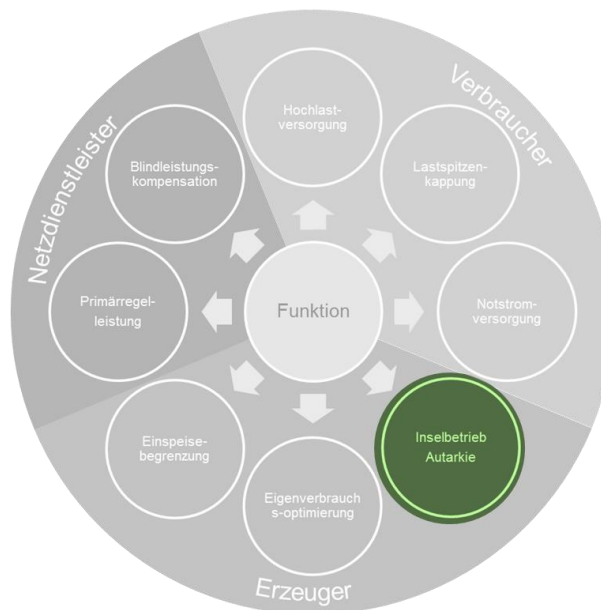 Netzdienstleister
Verbraucher
Hochlast-
versorgung
Blindleistungs-
kompensation
Lastspitzen-
kappung
Primärregel-
leistung
Funktion
Notstrom-
versorgung
Einspeise-
begrenzung
Eigenverbrauch
s-optimierung
Inselbetrieb
Autarkie
Erzeuger